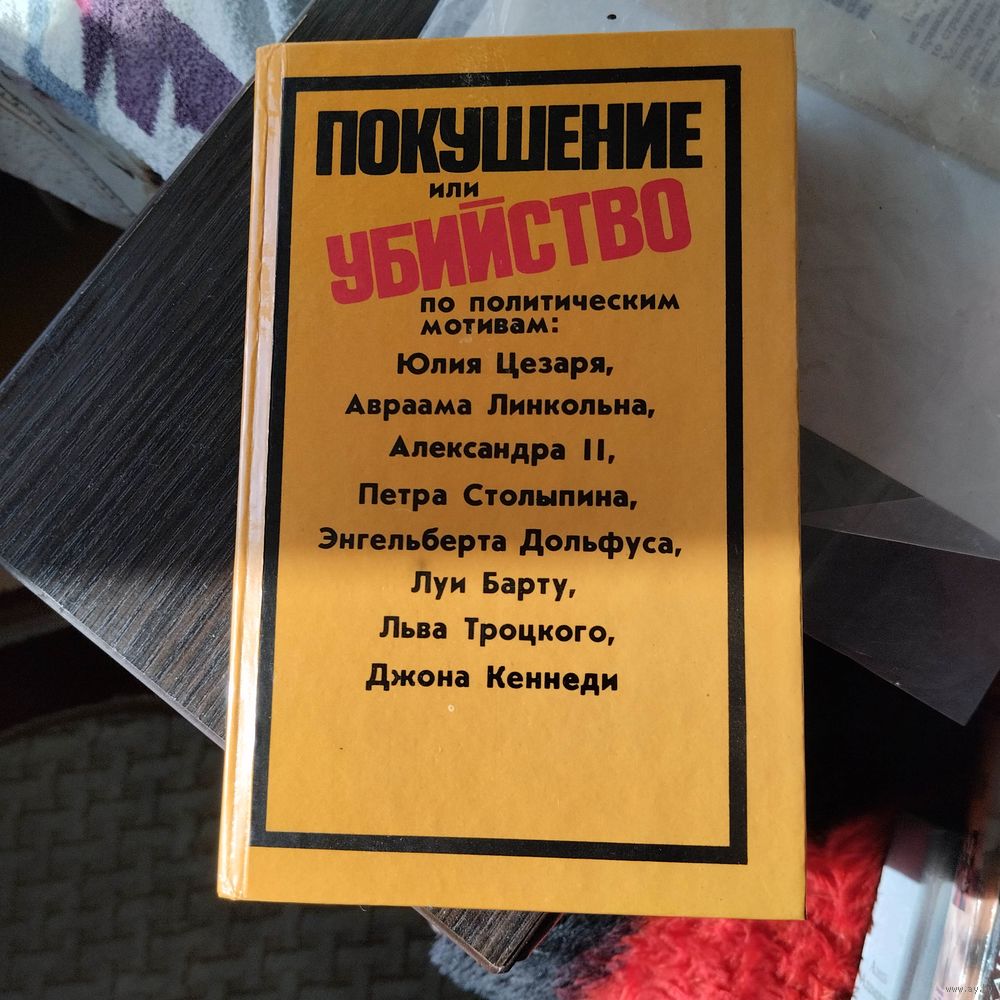 ПОКУШЕНИЕ
или
УБИЙСТВО
по политическим
мотивам:
Юлия Цезаря,
Авраама Линкольна,
Александра II,
Петра Столыпина,
Энгельберта Дольфуса,
Луи Барту,
Льва Троцкого,
Джона Кеннеди